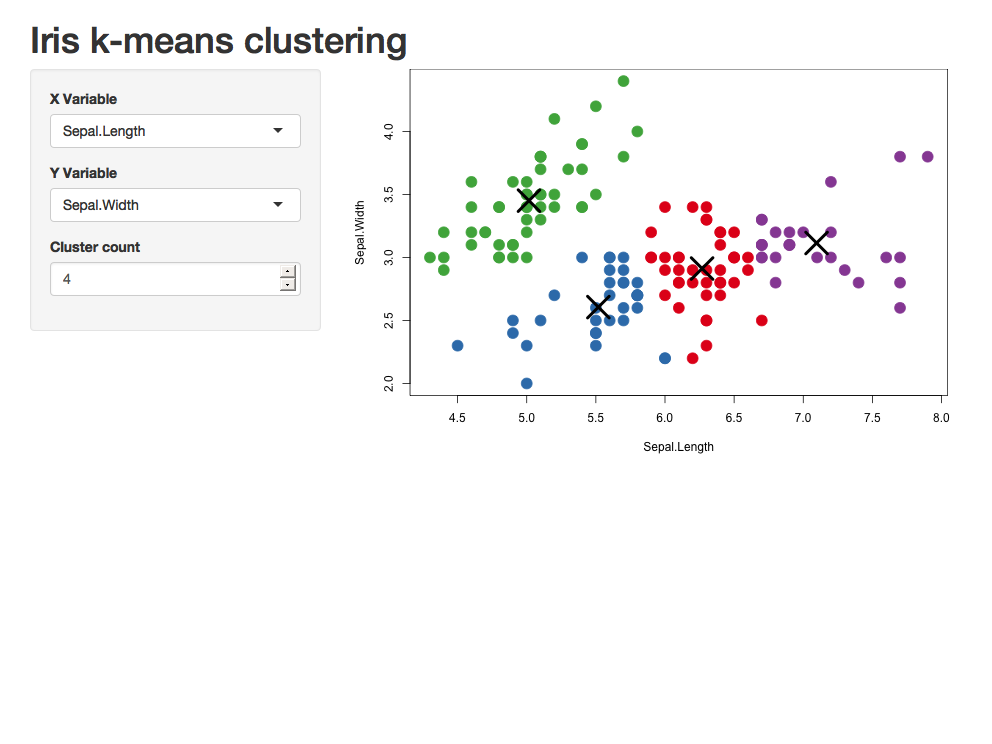 Iris k-means clustering
X Variable
Sepal.Length
Y Variable
Sepal.Width
Cluster count
4
Sepal.Width
4.0
3.5
3.0
2.5
2.0
4.5 5.0 5.5 6.0 6.5 7.0 7.5 8.0
Sepal.Length